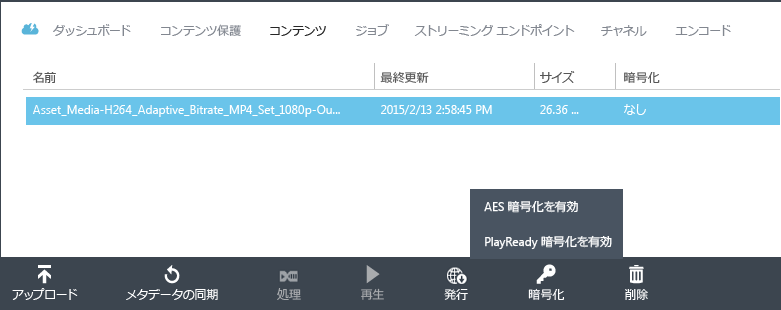 ダッシュボード コンテンツ保護 コンテンツ ジョブ ストリーミング エンドポイント チャネル エンコード
名前 最終更新 サイズ 暗号化
Asset_Media-H264_Adaptive_Bitrate_MP4_Set_1080p-Ou... 2015/2/13 2:58:45 PM 26.36 ... なし
AES 暗号化を有効
PlayReady 暗号化を有効
アップロード メタデータの同期 処理 再生 発行 暗号化 削除